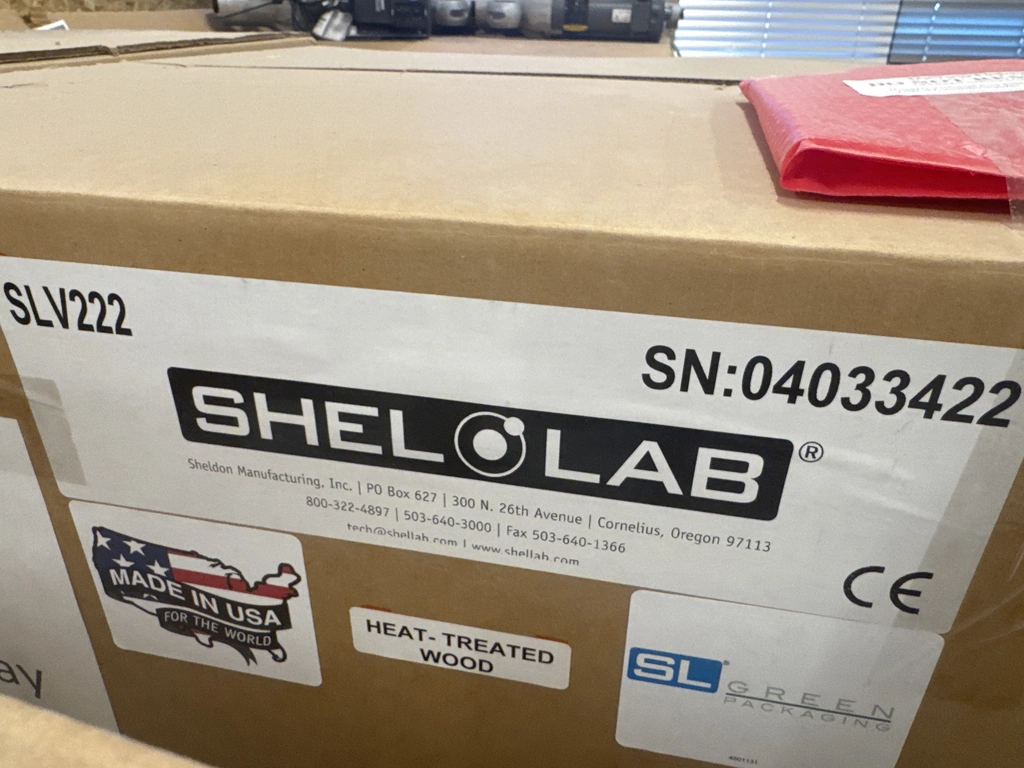 SLV222
SN:04033422
SHEL LAB®
Sheldon Manufacturing, Inc. | PO Box 627 | 300 N. 26th Avenue | Cornelius, Oregon 97113
800-322-4897 | 503-640-3000 | Fax 503-640-1366
tech@shellab.com | www.shellab.com
CE
MADE IN USA
FOR THE WORLD
HEAT-TREATED
WOOD
SL®
GREEN
PACKAGING
ay